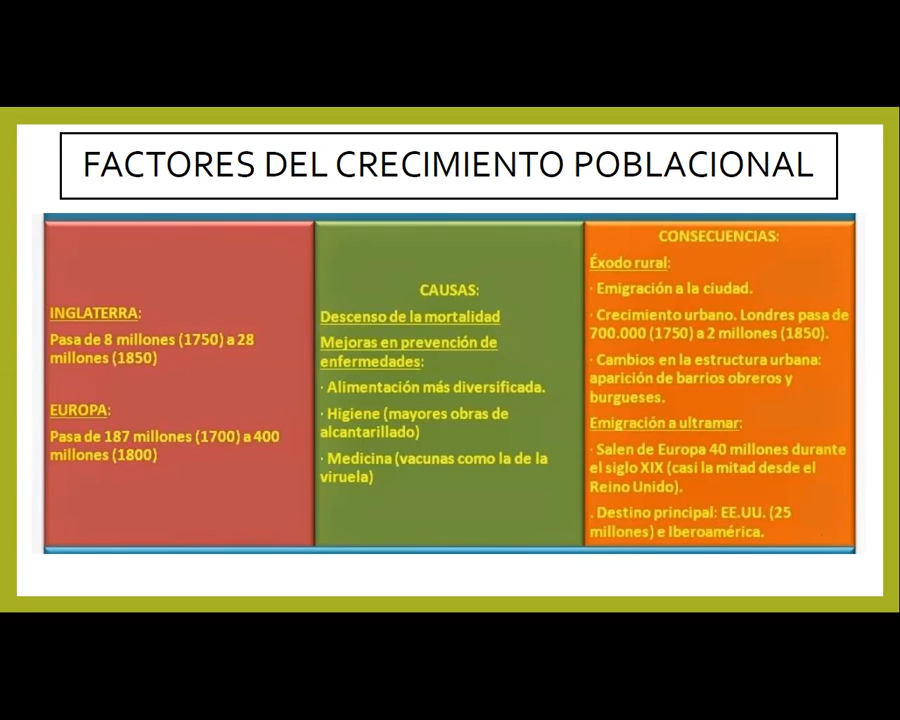 FACTORES DEL CRECIMIENTO POBLACIONAL
INGLATERRA:
Pasa de 8 millones (1750) a 28
millones (1850)
EUROPA:
Pasa de 187 millones (1700) a 400
millones (1800)
CAUSAS:
Descenso de la mortalidad
Mejoras en prevención de
enfermedades:
· Alimentación más diversificada.
· Higiene (mayores obras de
alcantarillado)
· Medicina (vacunas como la de la
viruela)
CONSECUENCIAS:
Éxodo rural:
· Emigración a la ciudad.
· Crecimiento urbano. Londres pasa de
700.000 (1750) a 2 millones (1850).
· Cambios en la estructura urbana:
aparición de barrios obreros y
burgueses.
Emigración a ultramar:
· Salen de Europa 40 millones durante
el siglo XIX (casi la mitad desde el
Reino Unido).
. Destino principal: EE.UU. (25
millones) e Iberoamérica.